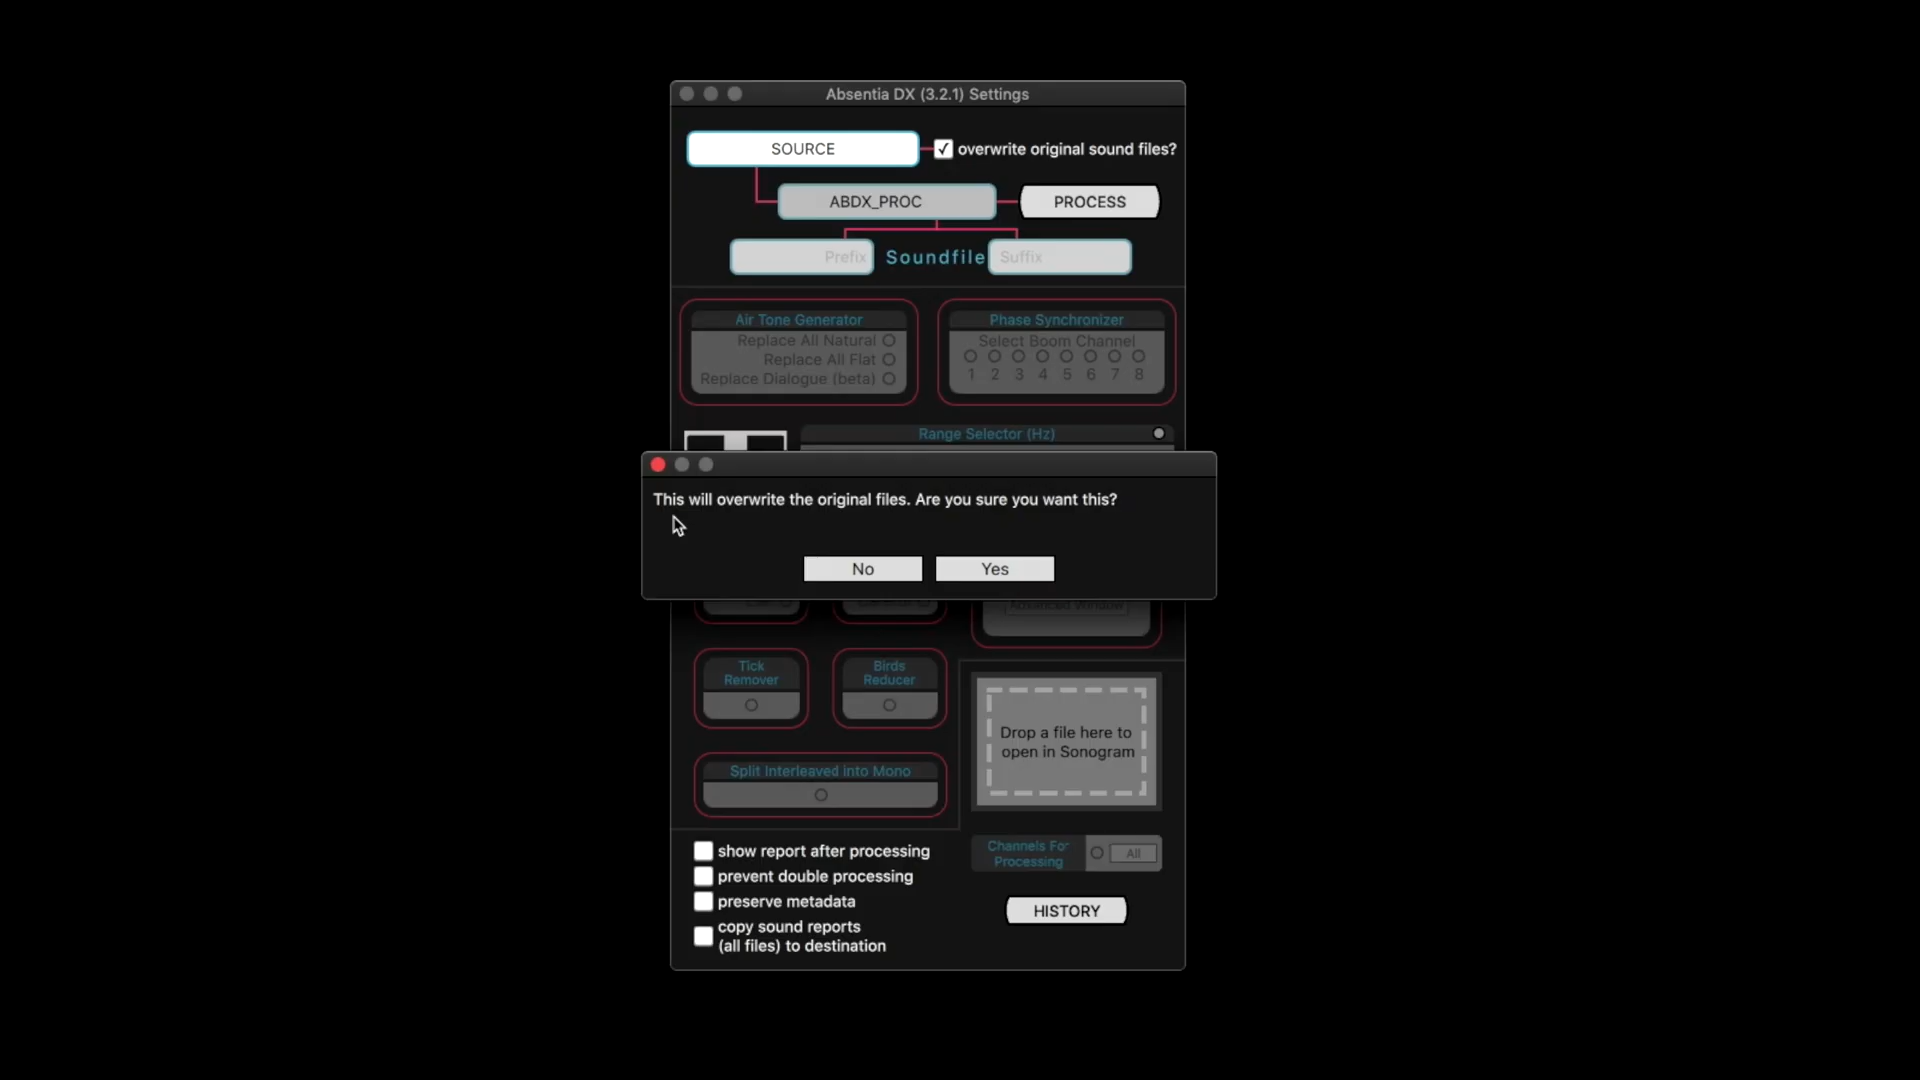 Absentia DX (3.2.1) Settings
SOURCE
✓ overwrite original sound files?
ABDX_PROC
PROCESS
Prefix
Soundfile
Suffix
Air Tone Generator
Replace All Natural
Replace All Flat
Replace Dialogue (beta)
Phase Synchronizer
Select Boom Channel
1 2 3 4 5 6 7 8
Range Selector (Hz)
This will overwrite the original files. Are you sure you want this?
No
Yes
Advanced Window
Tick
Remover
Birds
Reducer
Drop a file here to
open in Sonogram
Split Interleaved into Mono
show report after processing
prevent double processing
preserve metadata
copy sound reports
(all files) to destination
Channels For
Processing
All
HISTORY